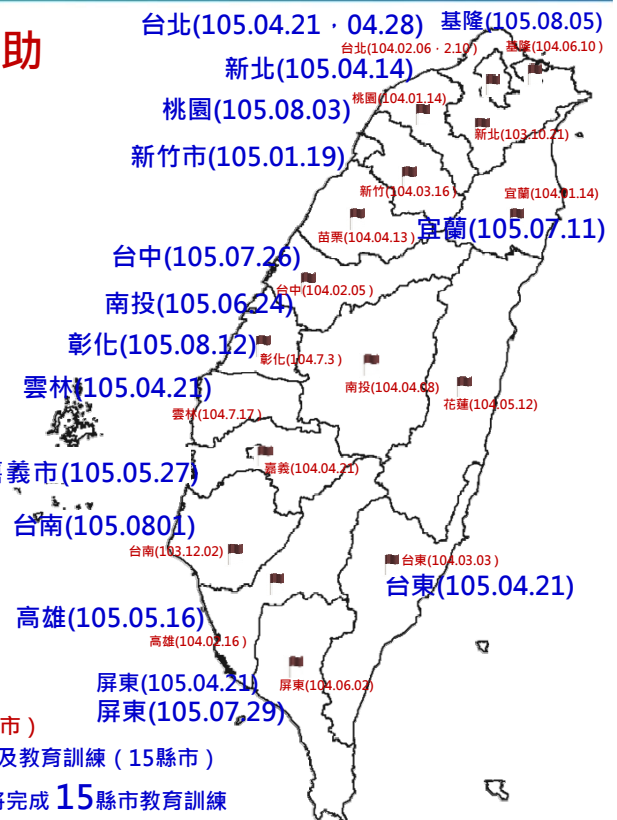 助
台北(105.04.21，04.28)
基隆(105.08.05)
台北(104.02.06，2.10)
基隆(104.06.10)
新北(105.04.14)
桃園(104.01.14)
桃園(105.08.03)
新北(103.10.21)
新竹市(105.01.19)
新竹(104.03.16)
宜蘭(104.01.14)
苗栗(104.04.13)
宜蘭(105.07.11)
台中(105.07.26)
台中(104.02.05)
南投(105.06.24)
彰化(105.08.12)
彰化(104.7.3)
南投(104.04.08)
雲林(105.04.21)
花蓮(104.05.12)
雲林(104.7.17)
嘉義市(105.05.27)
嘉義(104.04.21)
台南(105.0801)
台南(103.12.02)
台東(104.03.03)
台東(105.04.21)
高雄(105.05.16)
高雄(104.02.16)
屏東(105.04.21)
屏東(104.06.02)
屏東(105.07.29)
市)
及教育訓練(15縣市)
將完成15縣市教育訓練